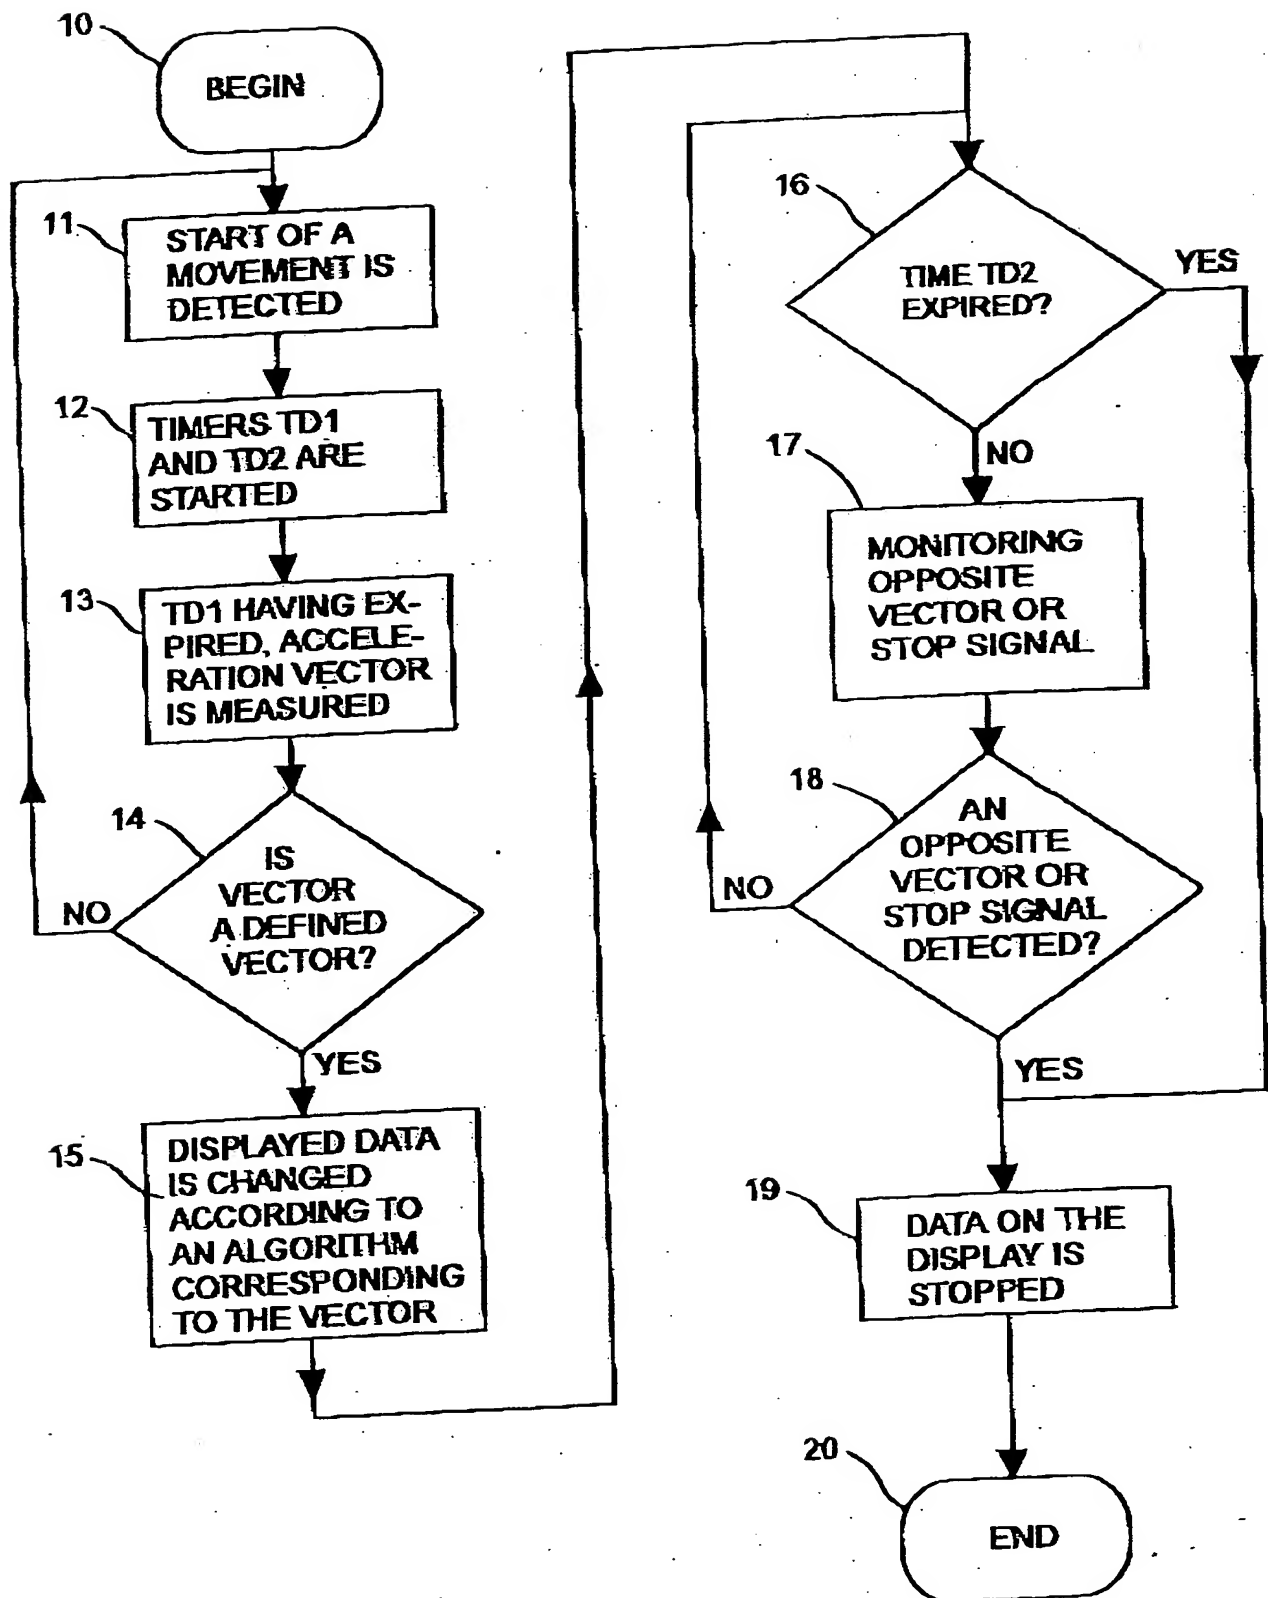 10
BEGIN
11
START OF A
MOVEMENT IS
DETECTED
12
TIMERS TD1
AND TD2 ARE
STARTED
13
TD1 HAVING EX-
PIRED, ACCELE-
RATION VECTOR
IS MEASURED
14
IS
VECTOR
A DEFINED
VECTOR?
NO
YES
15
DISPLAYED DATA
IS CHANGED
ACCORDING TO
AN ALGORITHM
CORRESPONDING
TO THE VECTOR
16
TIME TD2
EXPIRED?
YES
NO
17
MONITORING
OPPOSITE
VECTOR OR
STOP SIGNAL
18
AN
OPPOSITE
VECTOR OR
STOP SIGNAL
DETECTED?
NO
YES
19
DATA ON THE
DISPLAY IS
STOPPED
20
END